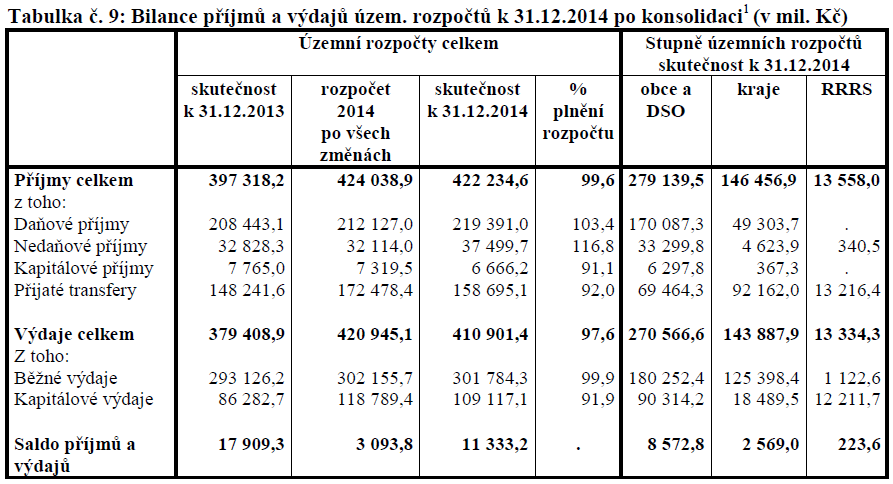 Tabulka č. 9: Bilance příjmů a výdajů územ. rozpočtů k 31.12.2014 po konsolidaci1 (v mil. Kč)
Územní rozpočty celkem Stupně územních rozpočtů
skutečnost k 31.12.2014
skutečnost rozpočet skutečnost % obce a kraje RRRS
k 31.12.2013 2014 k 31.12.2014 plnění DSO
po všech rozpočtu
změnách
Příjmy celkem 397 318,2 424 038,9 422 234,6 99,6 279 139,5 146 456,9 13 558,0
z toho:
Daňové příjmy 208 443,1 212 127,0 219 391,0 103,4 170 087,3 49 303,7 .
Nedaňové příjmy 32 828,3 32 114,0 37 499,7 116,8 33 299,8 4 623,9 340,5
Kapitálové příjmy 7 765,0 7 319,5 6 666,2 91,1 6 297,8 367,3 .
Přijaté transfery 148 241,6 172 478,4 158 695,1 92,0 69 464,3 92 162,0 13 216,4
Výdaje celkem 379 408,9 420 945,1 410 901,4 97,6 270 566,6 143 887,9 13 334,3
Z toho:
Běžné výdaje 293 126,2 302 155,7 301 784,3 99,9 180 252,4 125 398,4 1 122,6
Kapitálové výdaje 86 282,7 118 789,4 109 117,1 91,9 90 314,2 18 489,5 12 211,7
Saldo příjmů a 17 909,3 3 093,8 11 333,2 . 8 572,8 2 569,0 223,6
výdajů